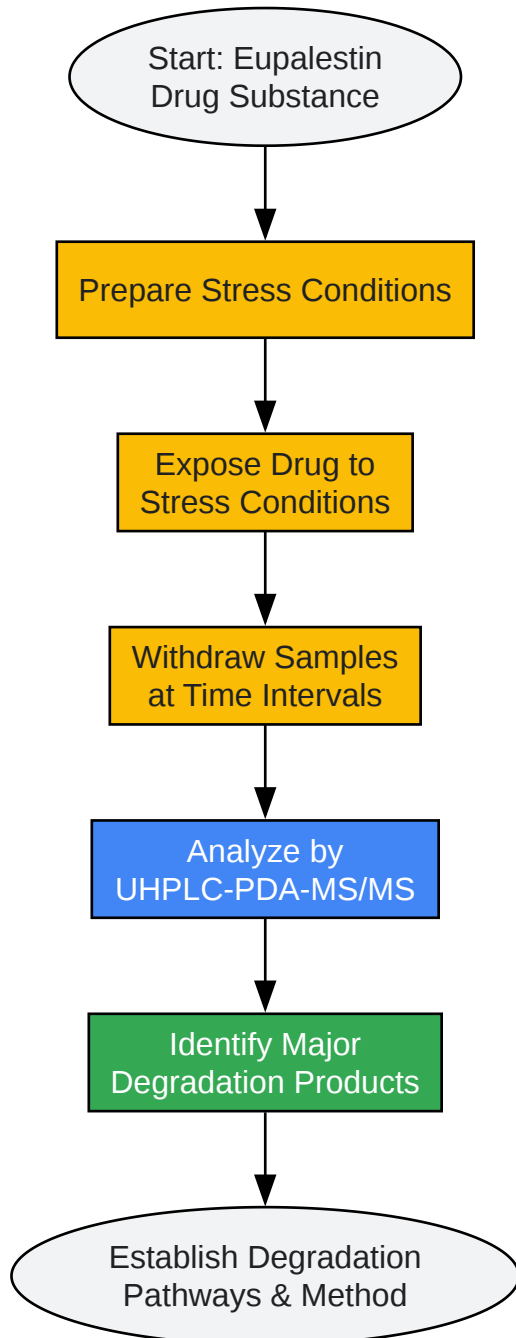 Start: Eupalestin
Drug Substance
Prepare Stress Conditions
Expose Drug to
Stress Conditions
Withdraw Samples
at Time Intervals
Analyze by
UHPLC-PDA-MS/MS
Identify Major
Degradation Products
Establish Degradation
Pathways & Method